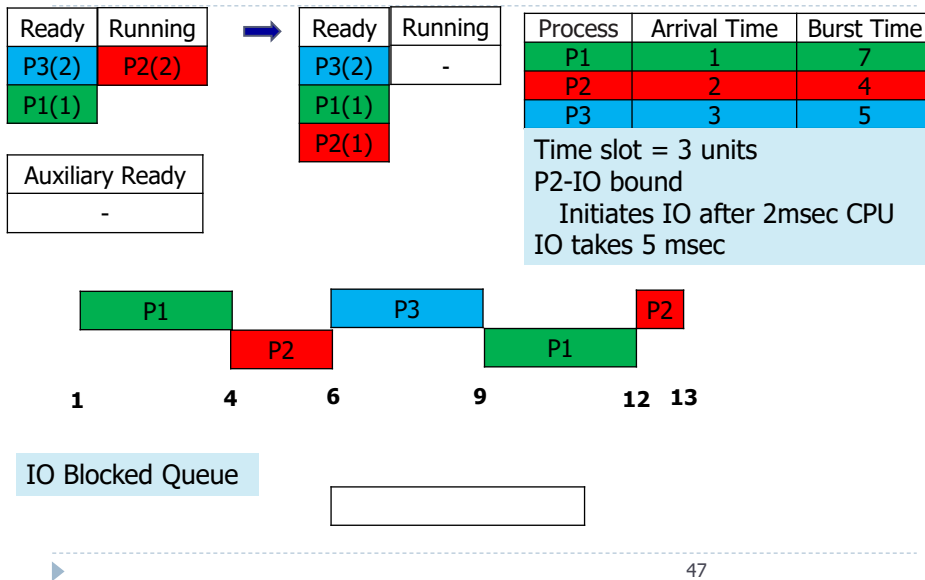 Ready Running
P3(2) P2(2)
P1(1)
Ready Running
P3(2) -
P1(1)
P2(1)
Process Arrival Time Burst Time
P1 1 7
P2 2 4
P3 3 5
Time slot = 3 units
P2-IO bound
Initiates IO after 2msec CPU
IO takes 5 msec
Auxiliary Ready
-
P1 P3 P2
P2 P1
1 4 6 9 12 13
IO Blocked Queue
47